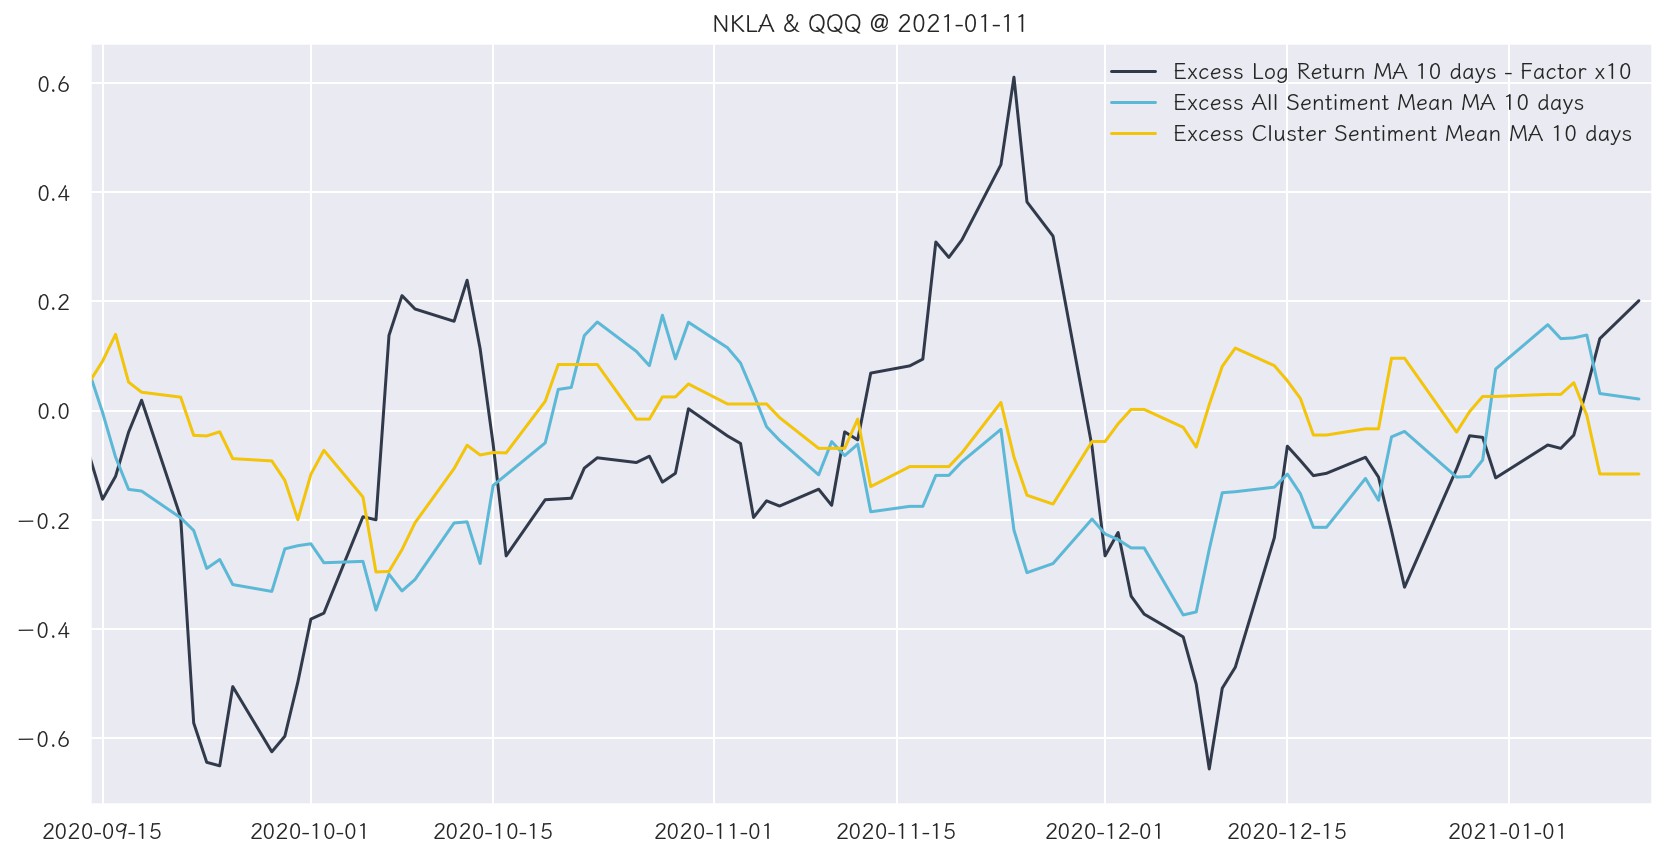 NKLA & QQQ @ 2021-01-11
Excess Log Return MA 10 days - Factor x10
Excess All Sentiment Mean MA 10 days
Excess Cluster Sentiment Mean MA 10 days
0.6
0.4
0.2
0.0
−0.2
−0.4
−0.6
2020-09-15 2020-10-01 2020-10-15 2020-11-01 2020-11-15 2020-12-01 2020-12-15 2021-01-01